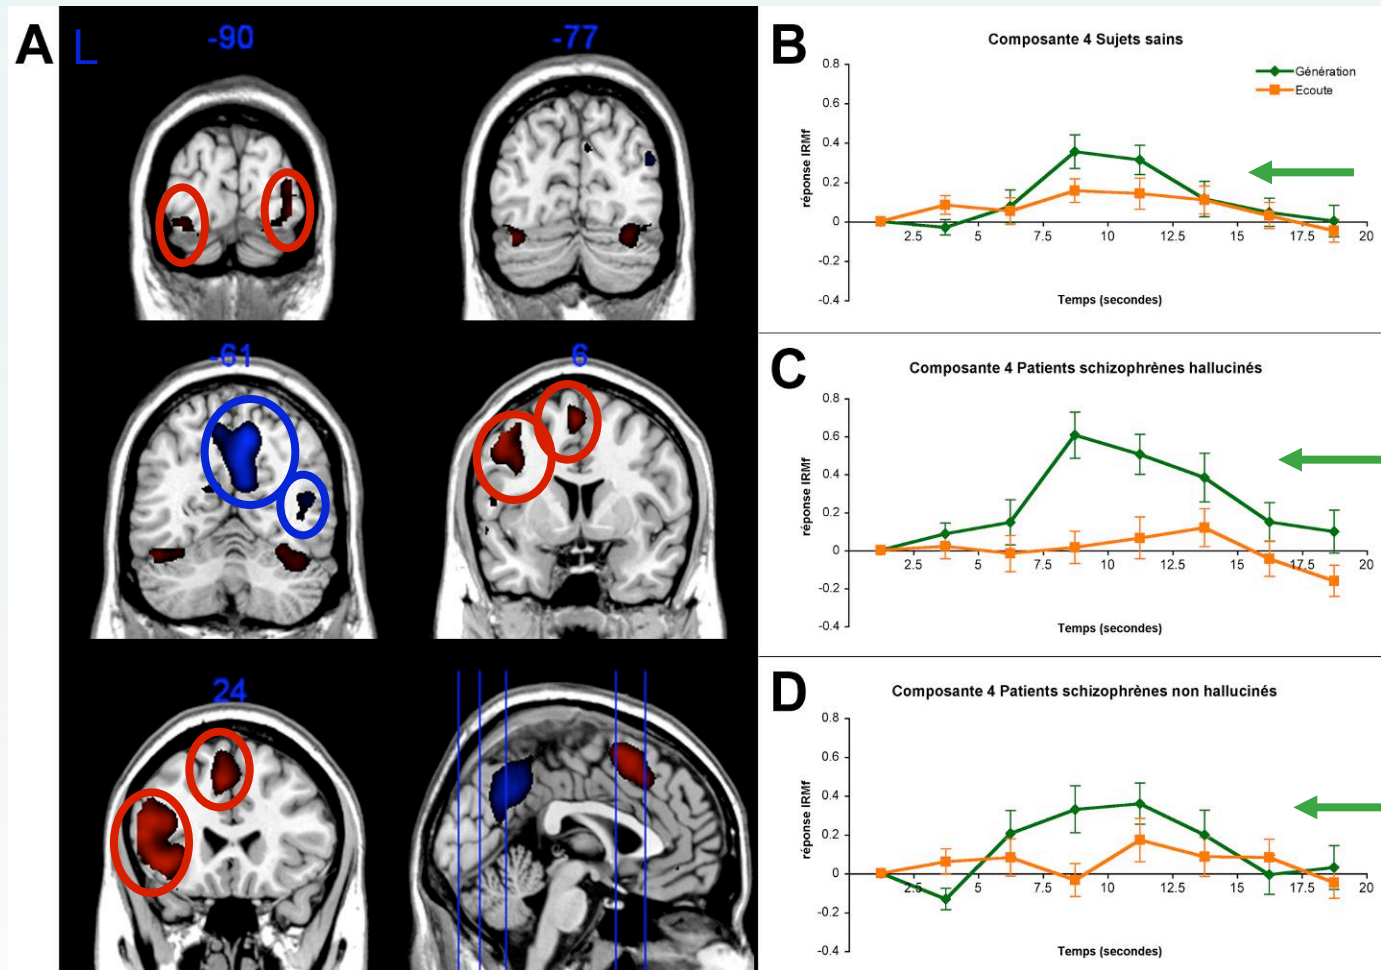 A
L
-90
-77
-61
6
24
B
Composante 4 Sujets sains
Génération
Ecoute
réponse IRMf
0.8
0.6
0.4
0.2
0
-0.2
-0.4
2.5 5 7.5 10 12.5 15 17.5 20
Temps (secondes)
C
Composante 4 Patients schizophrènes hallucinés
réponse IRMf
0.8
0.6
0.4
0.2
0
-0.2
-0.4
2.5 5 7.5 10 12.5 15 17.5 20
Temps (secondes)
D
Composante 4 Patients schizophrènes non hallucinés
réponse IRMf
0.8
0.6
0.4
0.2
0
-0.2
-0.4
2.5 5 7.5 10 12.5 15 17.5 20
Temps (secondes)